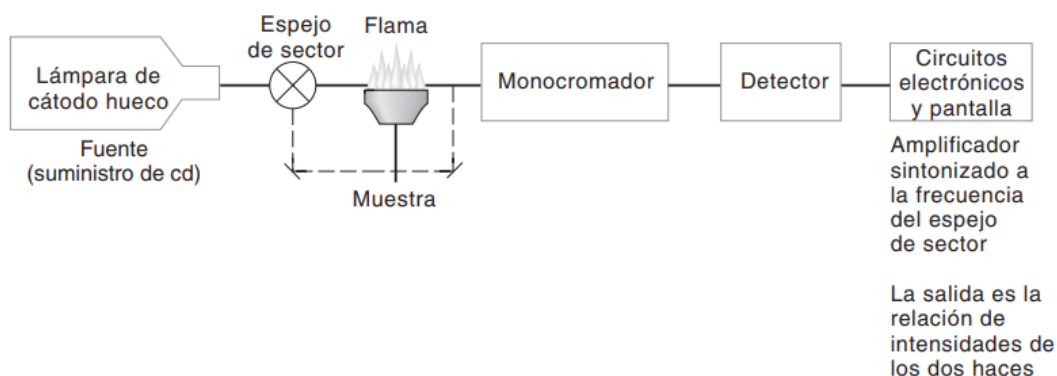 Espejo
de sector
Flama
Lámpara de
cátodo hueco
Monocromador
Detector
Circuitos
electrónicos
y pantalla
Fuente
(suministro de cd)
Muestra
Amplificador
sintonizado a
la frecuencia
del espejo
de sector
La salida es la
relación de
intensidades de
los dos haces